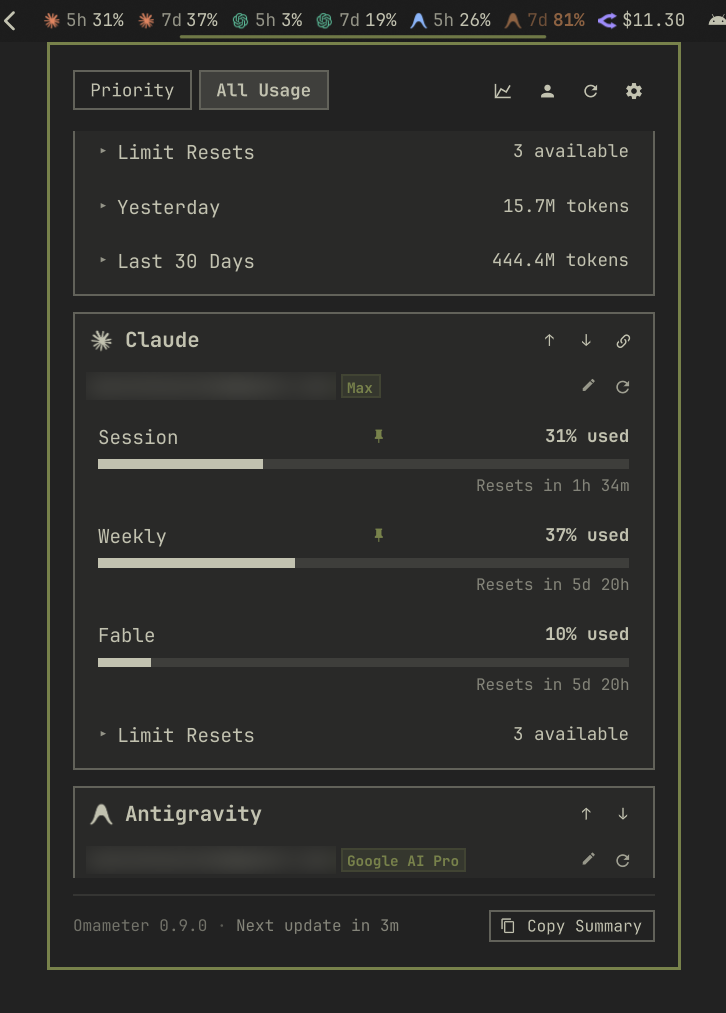 5h 31% 7d 37% 5h 3% 7d 19% 5h 26% 7d 81% $11.30
Priority All Usage
Limit Resets 3 available
Yesterday 15.7M tokens
Last 30 Days 444.4M tokens
Claude
Max
Session 31% used
Resets in 1h 34m
Weekly 37% used
Resets in 5d 20h
Fable 10% used
Resets in 5d 20h
Limit Resets 3 available
Antigravity
Google AI Pro
Omameter 0.9.0 · Next update in 3m Copy Summary